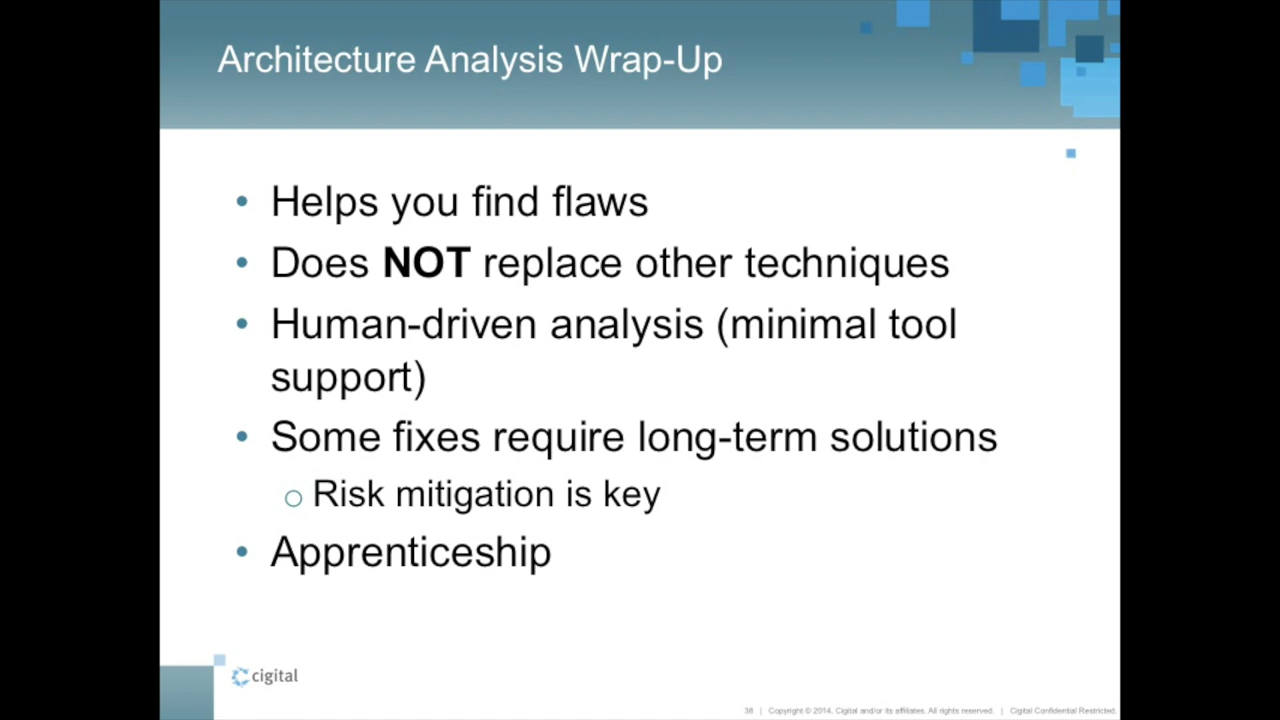 Architecture Analysis Wrap-Up
• Helps you find flaws
• Does NOT replace other techniques
• Human-driven analysis (minimal tool
support)
• Some fixes require long-term solutions
o Risk mitigation is key
• Apprenticeship
cigital
38 | Copyright © 2014, Cigital and/or its affiliates. All rights reserved. | Cigital Confidential Restricted.